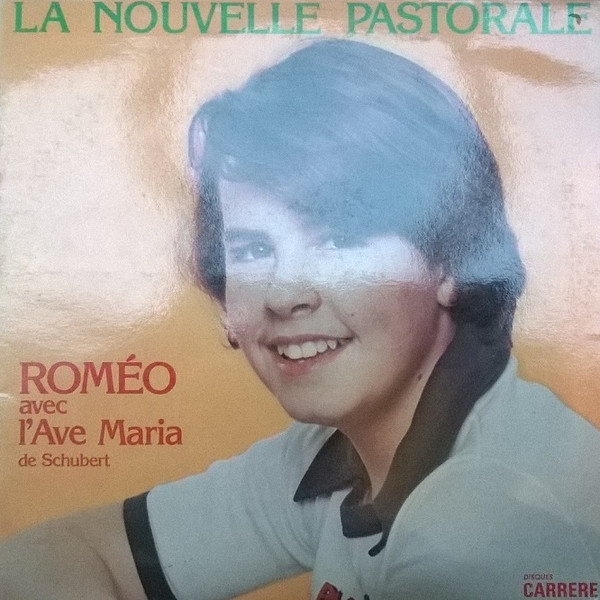 LA NOUVELLE PASTORALE
ROMÉO
avec
l'Ave Maria
de Schubert
DISQUES
CARRERE